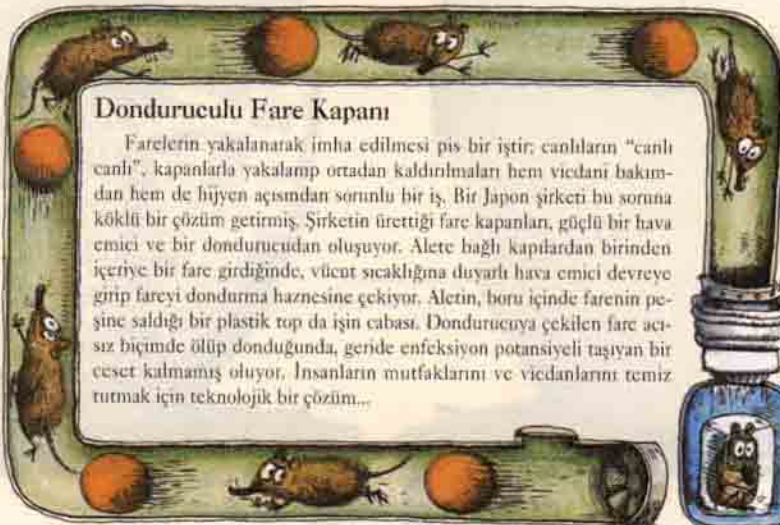 Donduruculu Fare Kapanı
Farelerin yakalanarak imha edilmesi pis bir iştir; canlıların “canlı
canlı”, kapanlarla yakalanıp ortadan kaldırılmaları hem vicdani bakım-
dan hem de hijyen açısından sorunlu bir iş. Bir Japon şirketi bu soruna
köklü bir çözüm getirmiş. Şirketin ürettiği fare kapanları, güçlü bir hava
emici ve bir dondurucudan oluşuyor. Alete bağlı kapılardan birinden
içeriye bir fare girdiğinde, vücut sıcaklığına duyarlı hava emici devreye
girip fareyi dondurma haznesine çekiyor. Aletin, boru içinde farenin pe-
şine saldığı bir plastik top da işin cabası. Dondurucuya çekilen fare acı-
sız biçimde ölüp donduğunda, geride enfeksiyon potansiyeli taşıyan bir
ceset kalmamış oluyor. İnsanların mutfaklarını ve vicdanlarını temiz
tutmak için teknolojik bir çözüm...